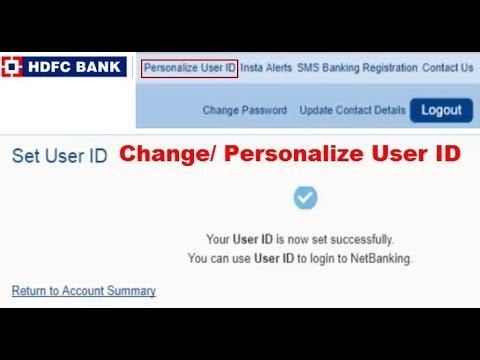 HDFC BANK
Personalize User ID Insta Alerts SMS Banking Registration Contact Us
Change Password Update Contact Details Logout
Set User ID Change/ Personalize User ID
Your User ID is now set successfully.
You can use User ID to login to NetBanking.
Return to Account Summary